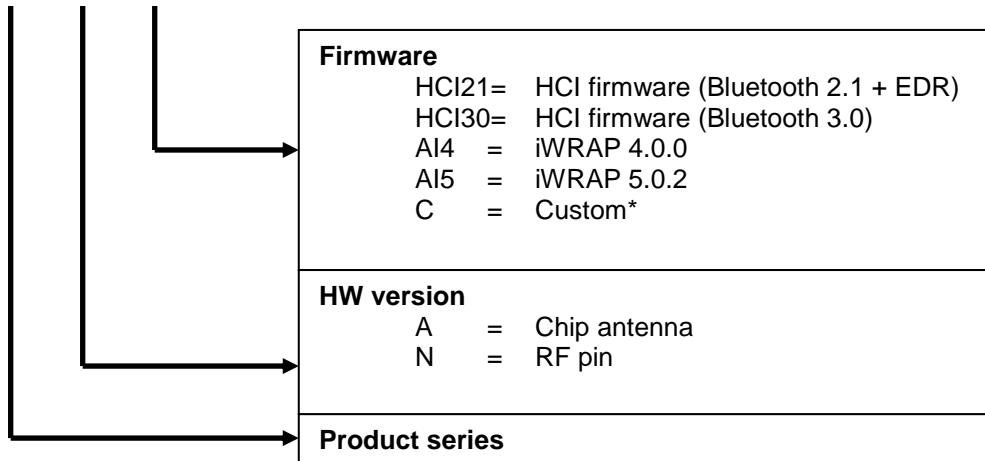 Firmware
HCI21= HCI firmware (Bluetooth 2.1 + EDR)
HCI30= HCI firmware (Bluetooth 3.0)
AI4 = iWRAP 4.0.0
AI5 = iWRAP 5.0.2
C = Custom*
HW version
A = Chip antenna
N = RF pin
Product series